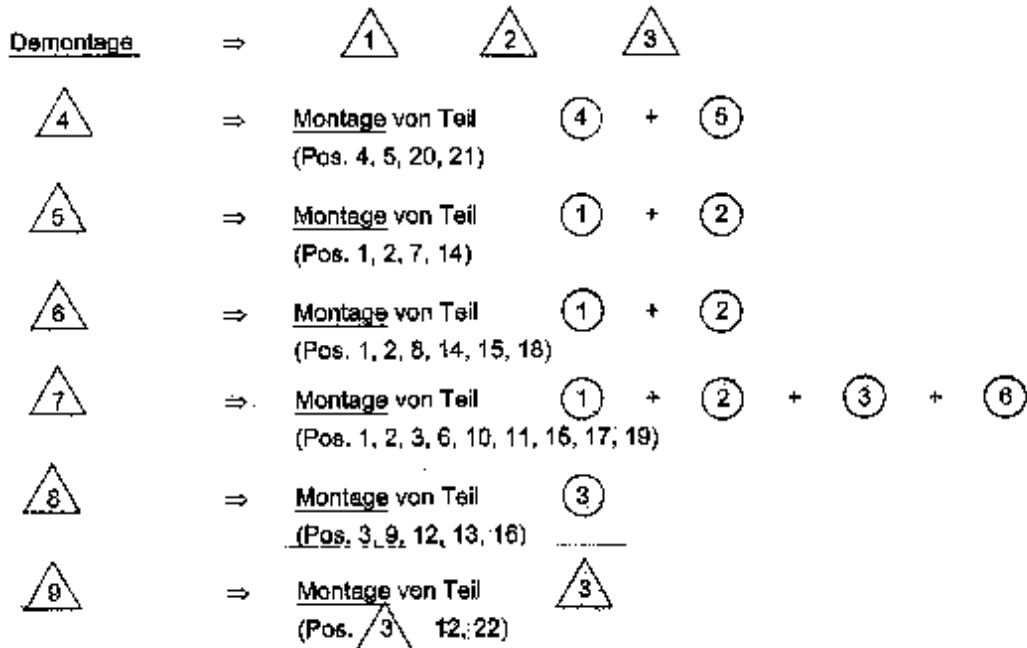 Demontage ⇒ 1 2 3
4 ⇒ Montage von Teil 4 + 5
(Pos. 4, 5, 20, 21)
5 ⇒ Montage von Teil 1 + 2
(Pos. 1, 2, 7, 14)
6 ⇒ Montage von Teil 1 + 2
(Pos. 1, 2, 8, 14, 15, 18)
7 ⇒ Montage von Teil 1 + 2 + 3 + 6
(Pos. 1, 2, 3, 6, 10, 11, 15, 17, 19)
8 ⇒ Montage von Teil 3
(Pos. 3, 9, 12, 13, 16)
9 ⇒ Montage von Teil 3
(Pos. 3 12, 22)